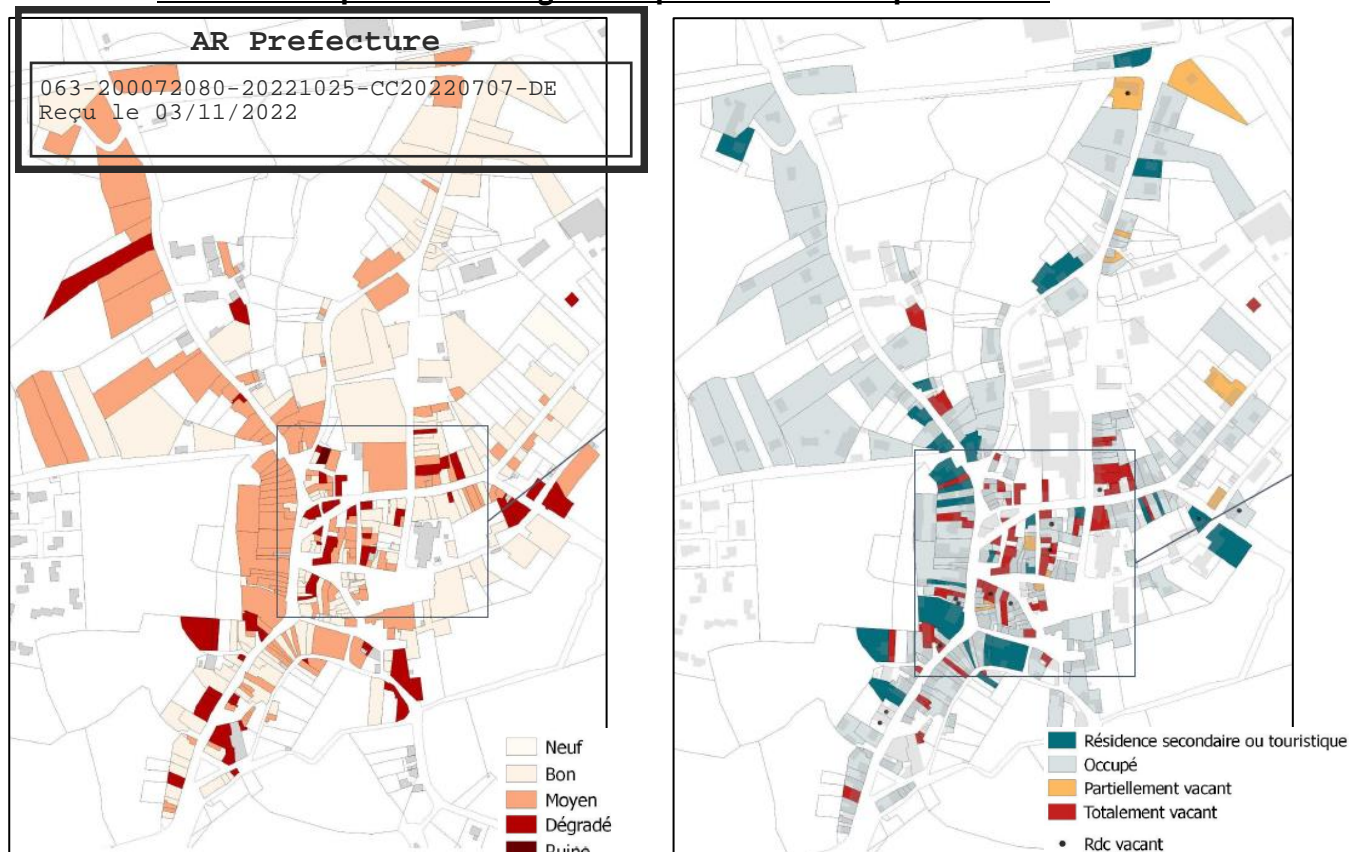 AR Prefecture
063-200072080-20221025-CC20220707-DE
Reçu le 03/11/2022
Neuf
Bon
Moyen
Dégradé
Ruine
Résidence secondaire ou touristique
Occupé
Partiellement vacant
Totalement vacant
Rdc vacant